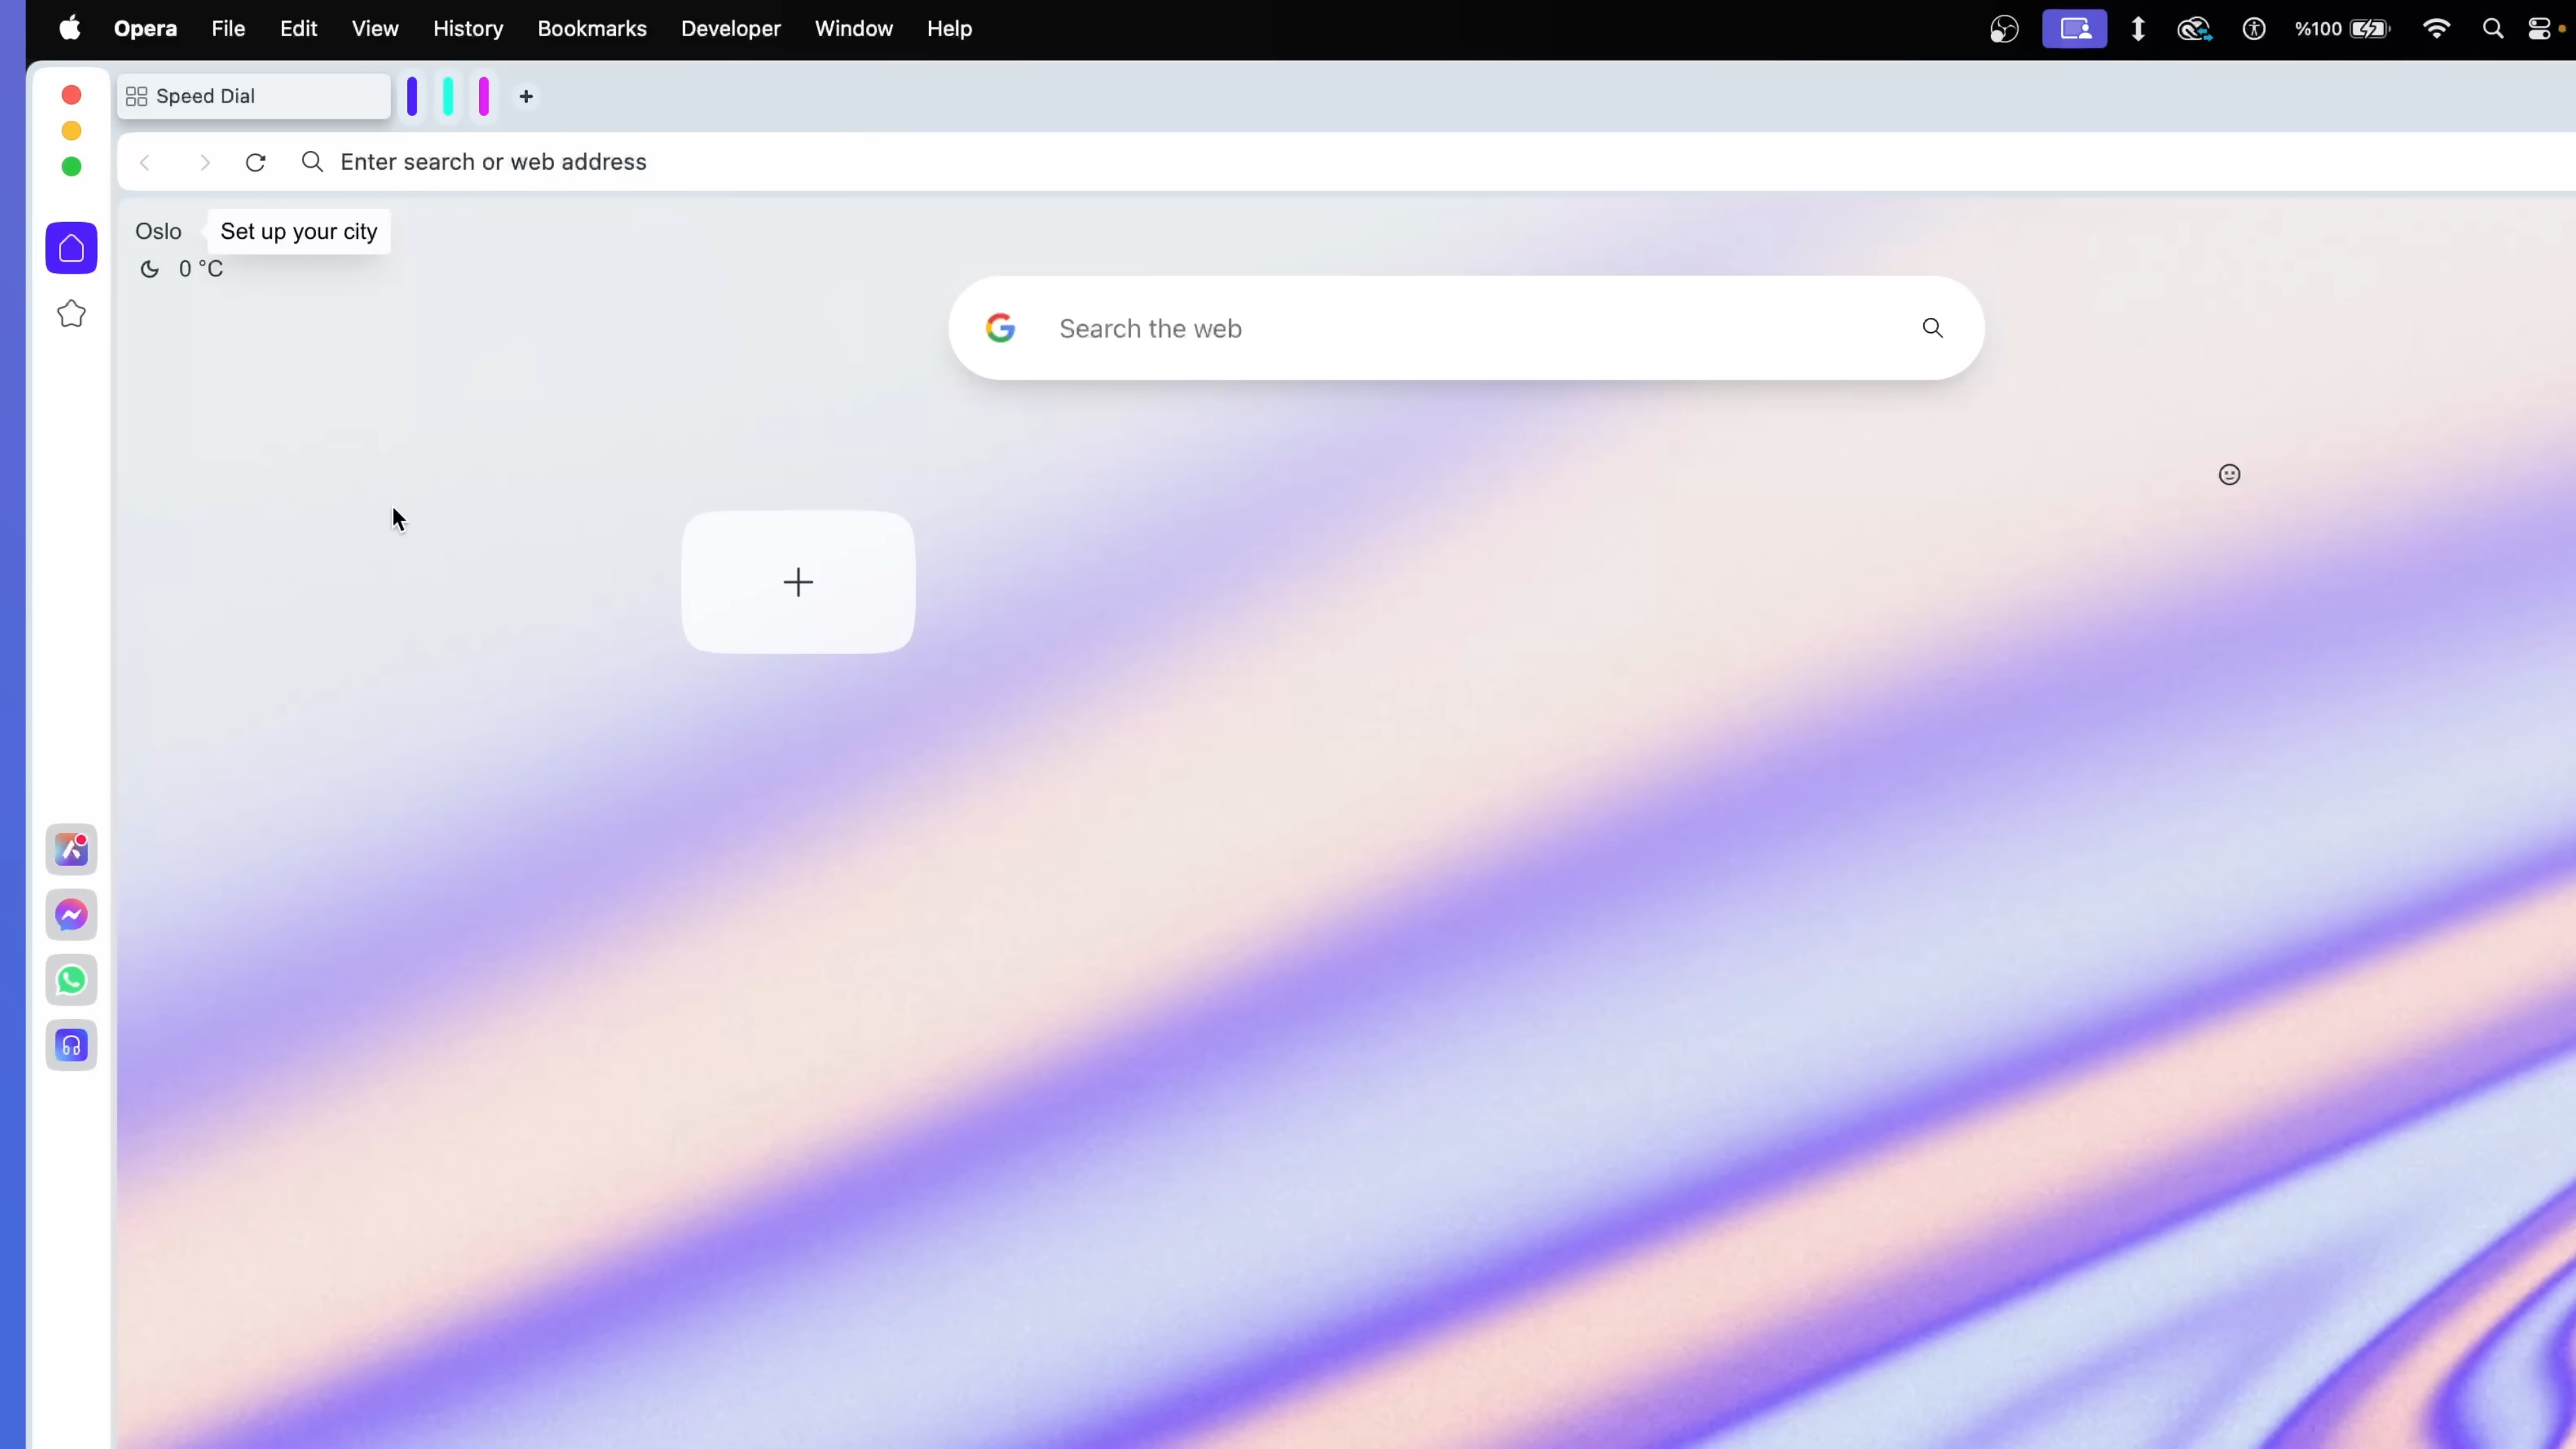 Opera File Edit View History Bookmarks Developer Window Help %100
Speed Dial
Enter search or web address
Oslo Set up your city
0 °C
Search the web